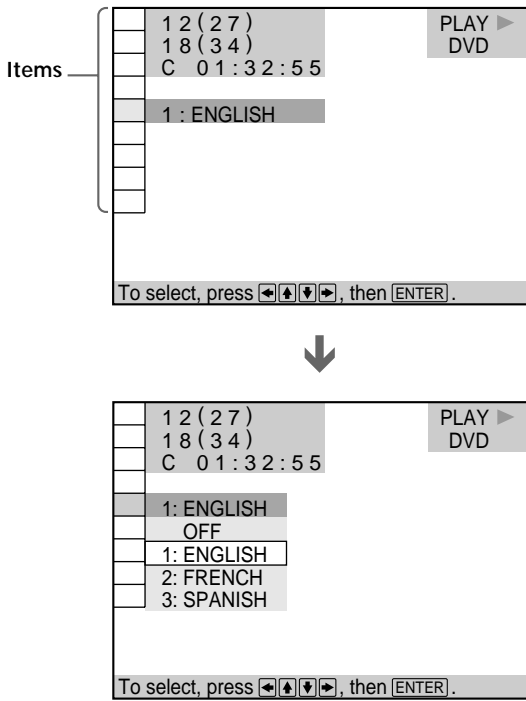 12(27)
PLAY ▶
18(34)
DVD
Items
C 01:32:55
1 : ENGLISH
To select, press ←↑↓→, then ENTER.
12(27)
PLAY ▶
18(34)
DVD
C 01:32:55
1: ENGLISH
OFF
1: ENGLISH
2: FRENCH
3: SPANISH
To select, press ←↑↓→, then ENTER.